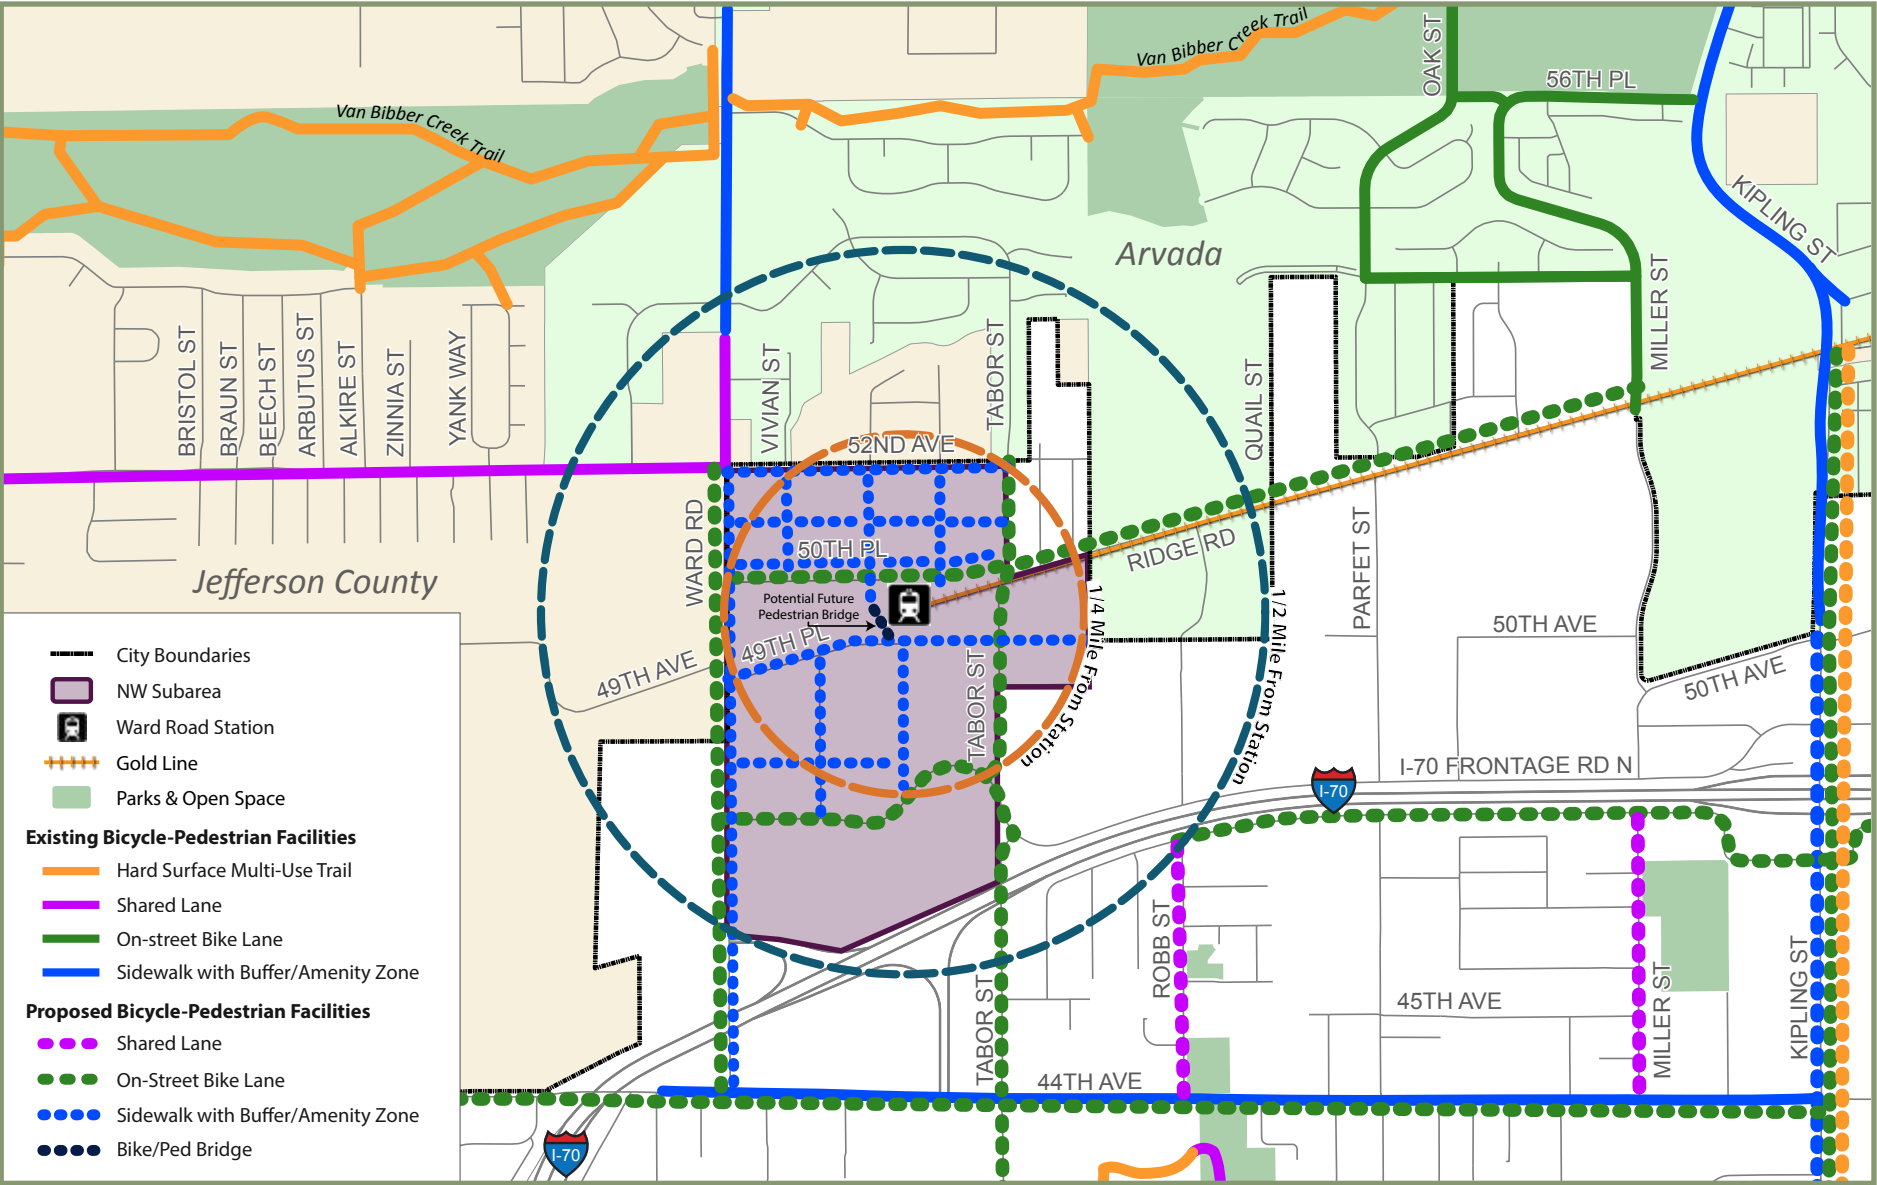 Van Bibber Creek Trail
Van Bibber Creek Trail
OAK ST
56TH PL
KIPLING ST
Arvada
MILLER ST
BRISTOL ST
BRAUN ST
BEECH ST
ARBUTUS ST
ALKIRE ST
ZINNIA ST
YANK WAY
VIVIAN ST
TABOR ST
QUAIL ST
52ND AVE
WARD RD
50TH PL
RIDGE RD
PARFET ST
Jefferson County
Potential Future
Pedestrian Bridge
49TH PL
49TH AVE
TABOR ST
1/4 Mile From Station
1/2 Mile From Station
50TH AVE
50TH AVE
I-70 FRONTAGE RD N
I-70
ROBB ST
45TH AVE
MILLER ST
KIPLING ST
TABOR ST
44TH AVE
I-70
City Boundaries
NW Subarea
Ward Road Station
Gold Line
Parks & Open Space
Existing Bicycle-Pedestrian Facilities
Hard Surface Multi-Use Trail
Shared Lane
On-street Bike Lane
Sidewalk with Buffer/Amenity Zone
Proposed Bicycle-Pedestrian Facilities
Shared Lane
On-Street Bike Lane
Sidewalk with Buffer/Amenity Zone
Bike/Ped Bridge